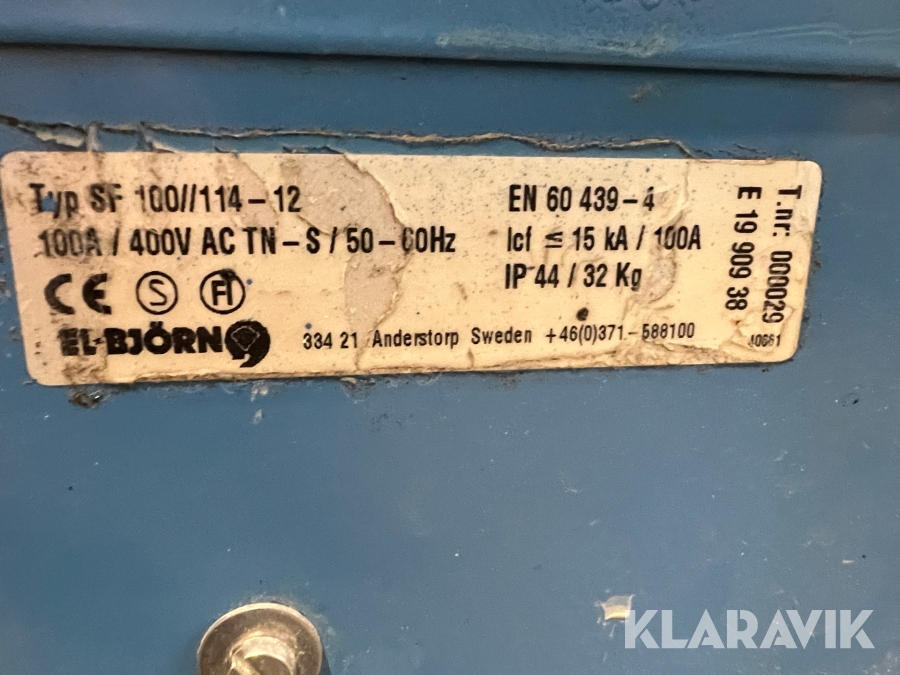 Typ SF 100//114-12
100A / 400V AC TN-S / 50-60Hz
CE S FI
EL-BJÖRN
EN 60 439-4
Icf ≤ 15 kA / 100A
IP 44 / 32 Kg
334 21 Anderstorp Sweden +46(0)371-588100
T.nr: 000029
E 19 909 38
KLARAVIK